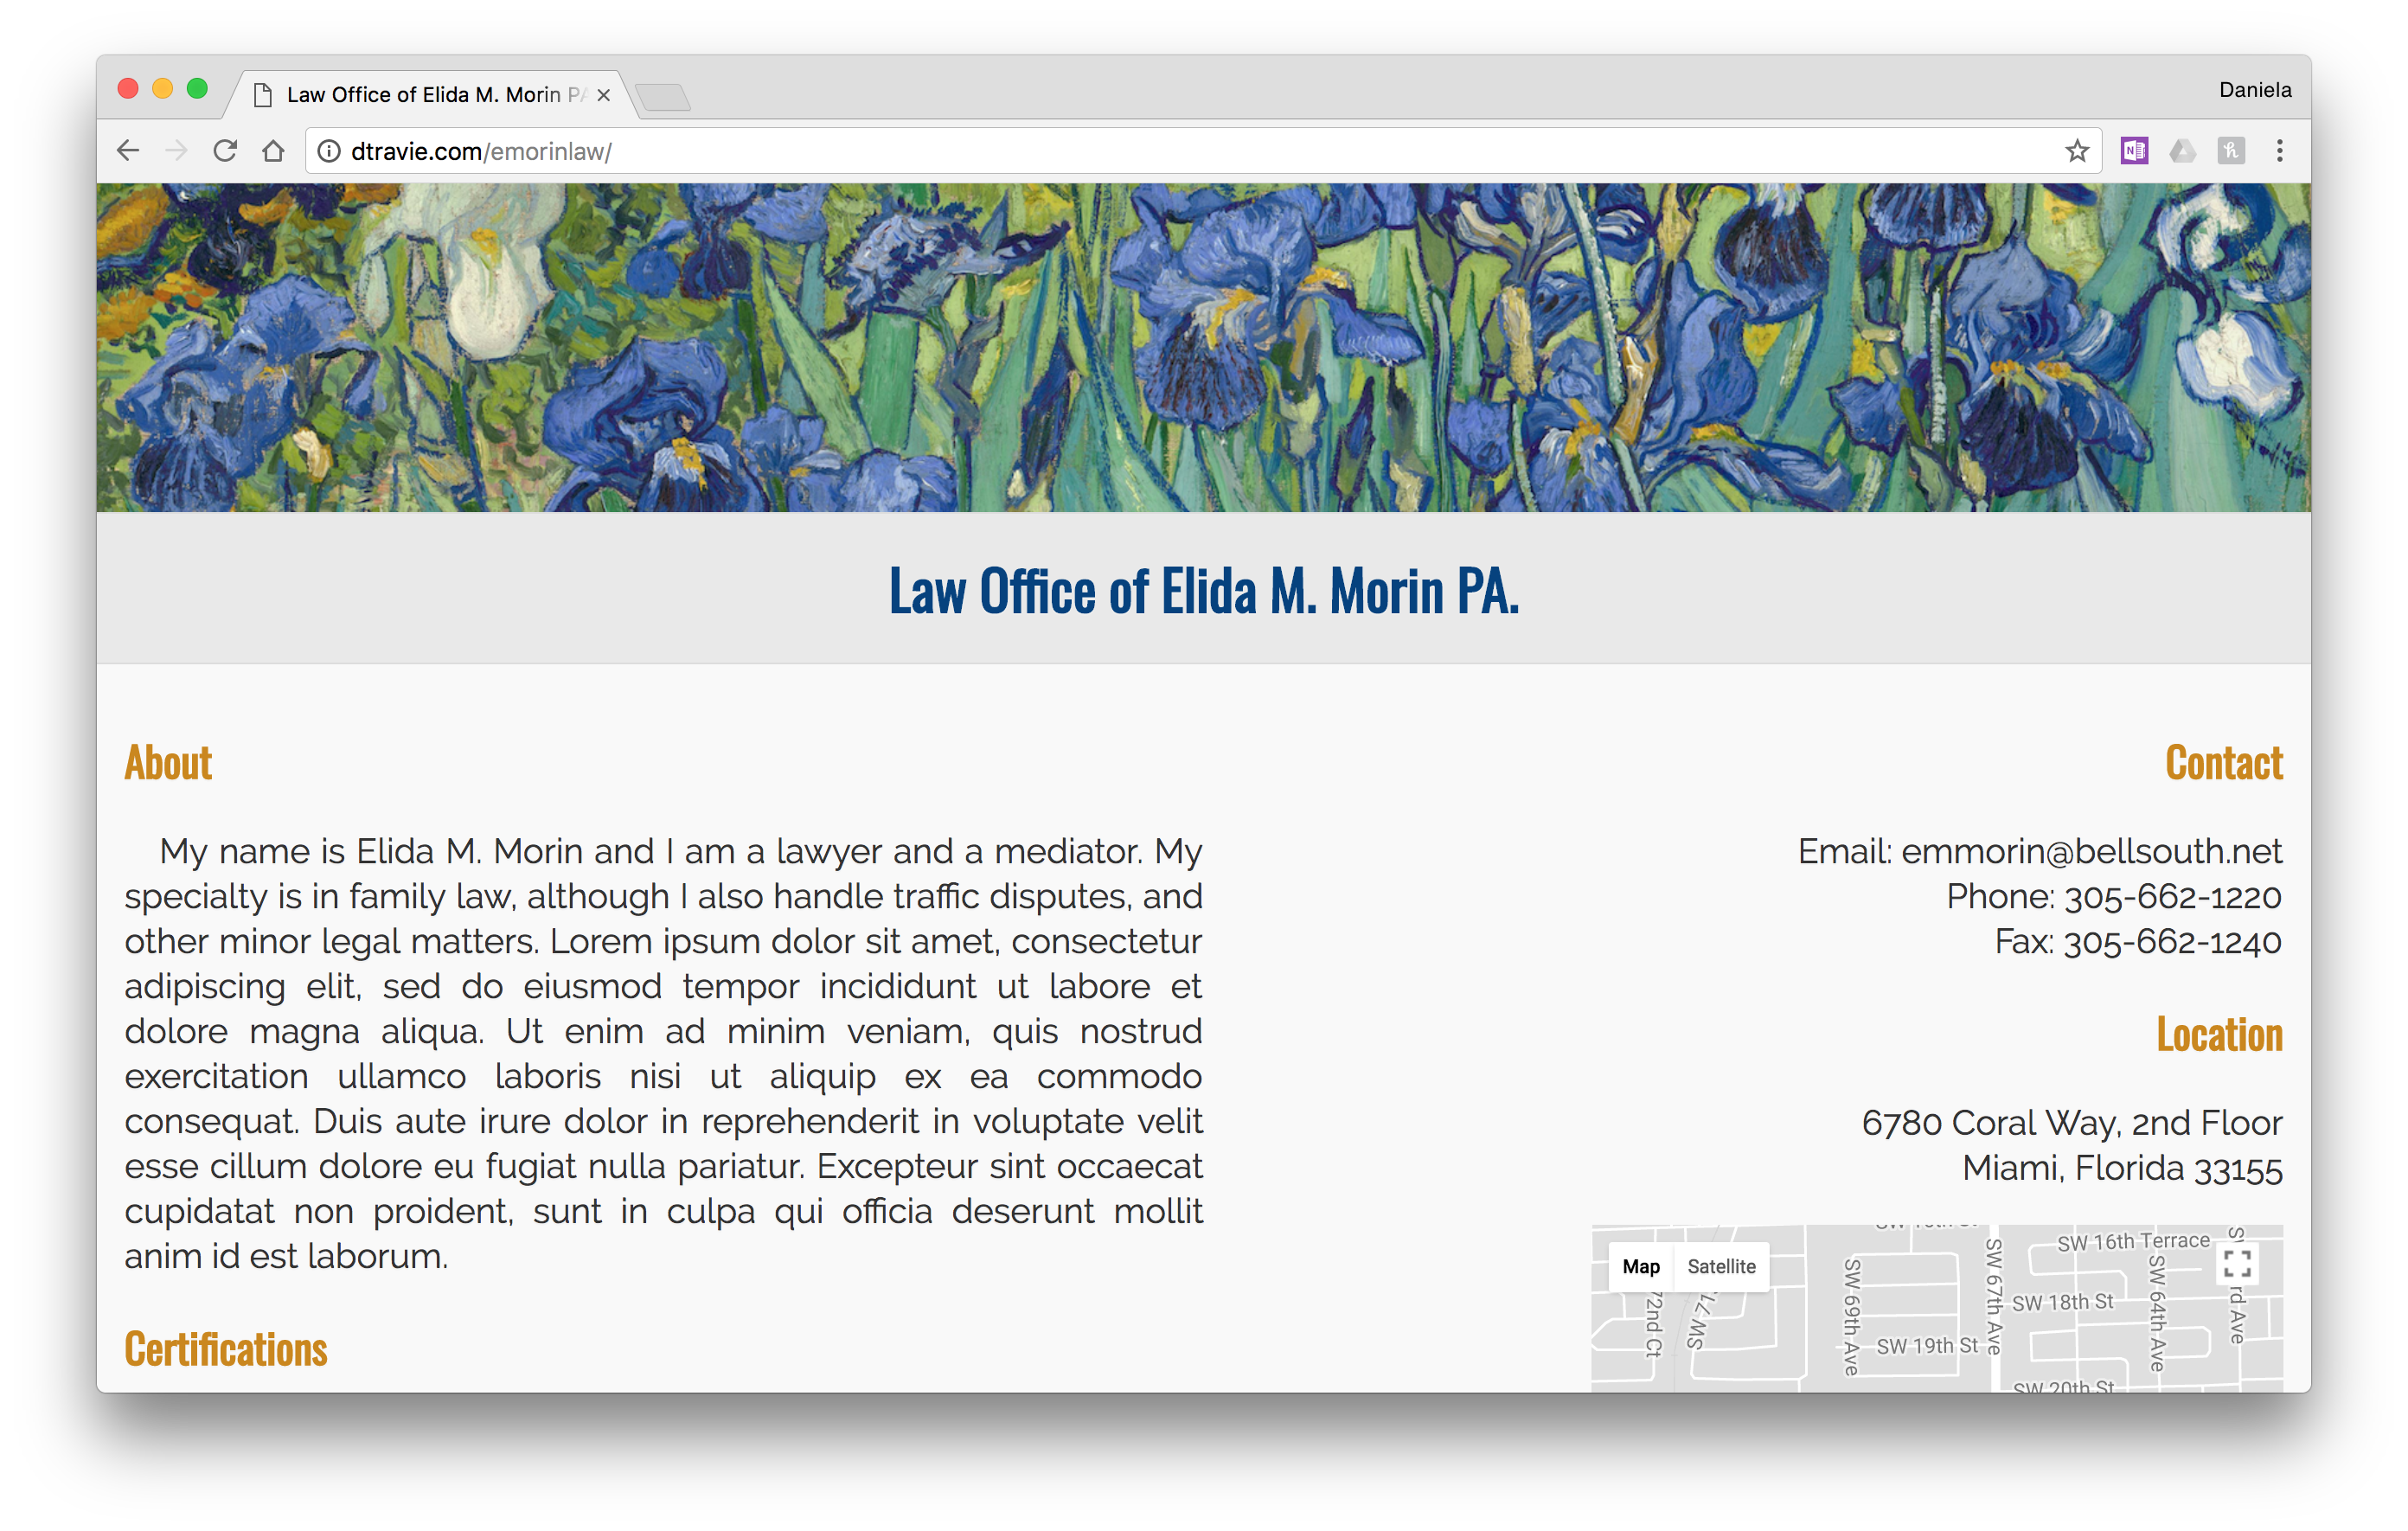 Law Office of Elida M. Morin PA
Daniela
dtravie.com/emorinlaw/
Law Office of Elida M. Morin PA.
About
My name is Elida M. Morin and I am a lawyer and a mediator. My
specialty is in family law, although I also handle traffic disputes, and
other minor legal matters. Lorem ipsum dolor sit amet, consectetur
adipiscing elit, sed do eiusmod tempor incididunt ut labore et
dolore magna aliqua. Ut enim ad minim veniam, quis nostrud
exercitation ullamco laboris nisi ut aliquip ex ea commodo
consequat. Duis aute irure dolor in reprehenderit in voluptate velit
esse cillum dolore eu fugiat nulla pariatur. Excepteur sint occaecat
cupidatat non proident, sunt in culpa qui officia deserunt mollit
anim id est laborum.
Certifications
Contact
Email: emmorin@bellsouth.net
Phone: 305-662-1220
Fax: 305-662-1240
Location
6780 Coral Way, 2nd Floor
Miami, Florida 33155
Map
Satellite
SW 16th Terrace
SW 67th Ave
SW 69th Ave
SW 64th Ave
72nd Ct
rd Ave
SW 18th St
SW 19th St
SW 20th St